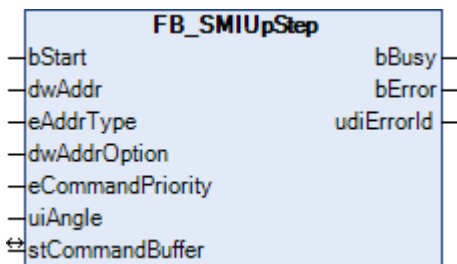 FB_SMIUpStep
bStart bBusy
dwAddr bError
eAddrType udiErrorId
dwAddrOption
eCommandPriority
uiAngle
stCommandBuffer